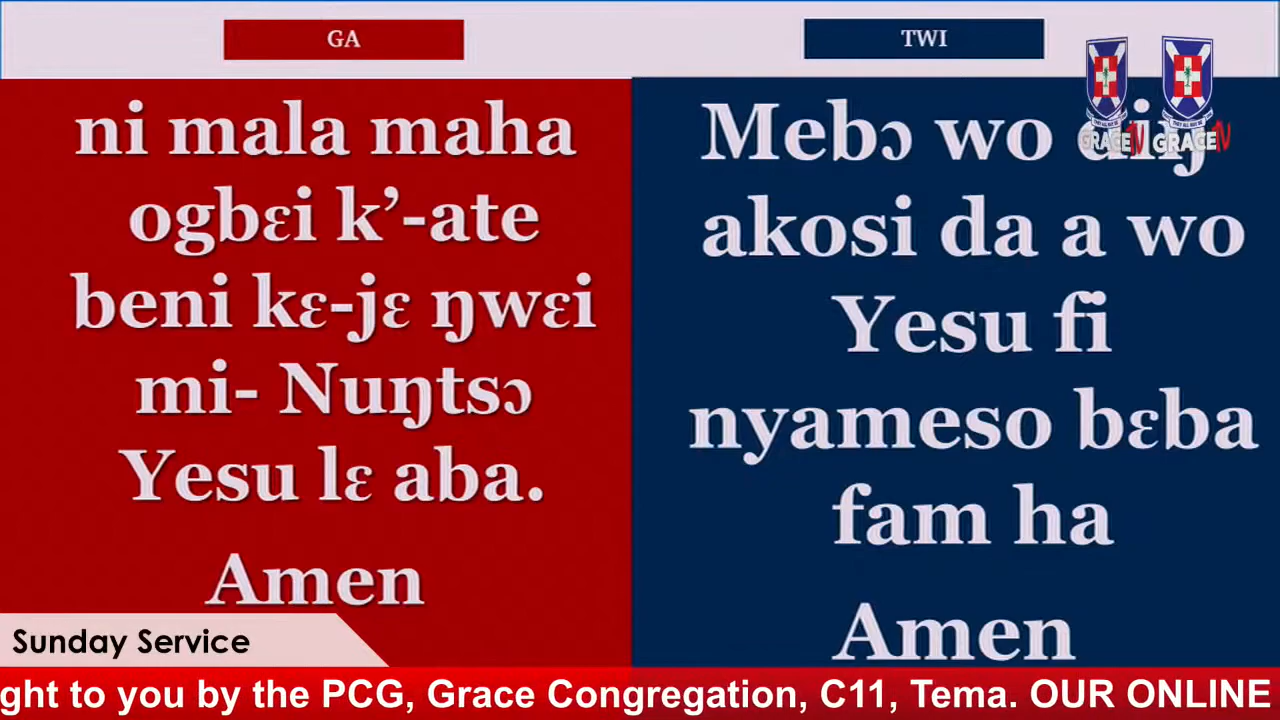 GA
ni mala maha
ogbɛi k’-ate
beni kɛ-jɛ ŋwɛi
mi- Nuŋtsɔ
Yesu lɛ aba.
Amen
TWI
Mebɔ wo
akosi da a wo
Yesu fi
nyameso bɛba
fam ha
Amen
GRACE TV
GRACE TV
Sunday Service
ght to you by the PCG, Grace Congregation, C11, Tema. OUR ONLINE